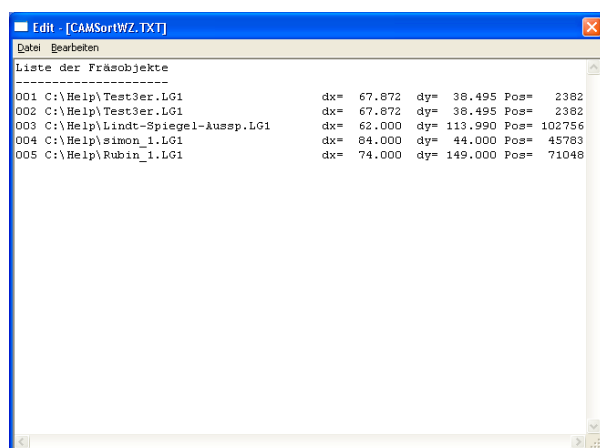 Edit - [CAMSortWZ.TXT]
Datei Bearbeiten
Liste der Fräsobjekte
---------------------
001 C:\Help\Test3er.LG1 dx= 67.872 dy= 38.495 Pos= 2382
002 C:\Help\Test3er.LG1 dx= 67.872 dy= 38.495 Pos= 2382
003 C:\Help\Lindt-Spiegel-Aussp.LG1 dx= 62.000 dy= 113.990 Pos= 102756
004 C:\Help\simon_1.LG1 dx= 84.000 dy= 44.000 Pos= 45783
005 C:\Help\Rubin_1.LG1 dx= 74.000 dy= 149.000 Pos= 71048